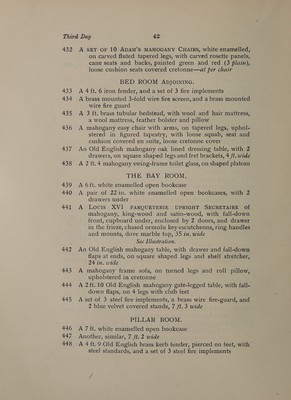 Third Day 42
432 A SET OF 10 ADAM'S MAHOGANY CHAIRS, white enamelled,
on carved fluted tapered legs, with carved rosette panels,
cane seats and backs, painted green and red (3 plain),
loose cushion seats covered cretonne—at per chair
BED ROOM ADJOINING.
433 A 4 ft. 6 iron fender, and a set of 3 fire implements
434 A brass mounted 3-fold wire fire screen, and a brass mounted
wire fire guard
435 A 3 ft. brass tubular bedstead, with wool and hair mattress,
a wool mattress, feather bolster and pillow
436 A mahogany easy chair with arms, on tapered legs, uphol-
stered in figured tapestry, with loose squab, seat and
cushion covered en suite, loose cretonne cover
437 An Old English mahogany oak lined dressing table, with 2
drawers, on square shaped legs and fret brackets, 4 ft. wide
438 A 2 ft. 4 mahogany swing-frame toilet glass, on shaped plateau
THE BAY ROOM.
439 A 6 ft. white enamelled open bookcase
440 A pair of 22 in. white enamelled open bookcases, with 2
drawers under
441 A LOUIS XVI PARQUETERIE UPRIGHT SECRETAIRE of
mahogany, king-wood and satin-wood, with fall-down
front, cupboard under, enclosed by 2 doors, and drawer
in the frieze, chased ormolu key escutcheons, ring handles
and mounts, dove marble top, 35 in. wide
See Illustration.
442 An Old English mahogany table, with drawer and fall-down
flaps at ends, on square legs and shelf stretcher,
24 in. wide
443 A mahogany frame sofa, on turned legs and roll pillow,
upholstered in cretonne
444 A 2 ft. 10 Old English mahogany gate-legged table, with fall-
down flaps, on 4 legs with club feet
445 A set of 3 steel fire implements, a brass wire fire-guard, and
2 blue velvet covered stands, 7 ft. 3 wide
PILLAR ROOM.
446 A 7 ft. white enamelled open bookcase
447 Another, similar, 7 ft. 2 wide
448 A 4 ft. 9 Old English brass kerb fender, pierced on feet, with
steel standards, and a set of 3 steel fire implements